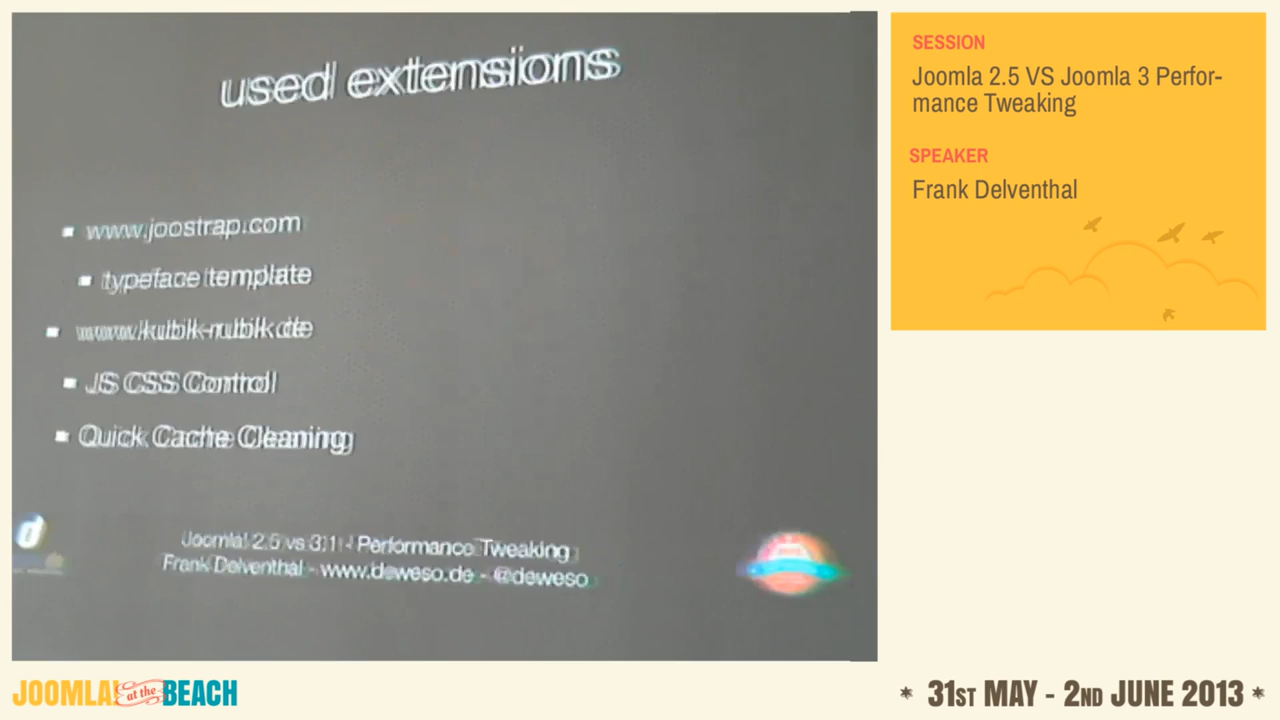 used extensions
www.joostrap.com
typeface template
www.kubik-rubik.de
JS CSS Control
Quick Cache Cleaning
Joomla! 2.5 vs 3.1 - Performance Tweaking
Frank Delventhal - www.deweso.de - @deweso
d
SESSION
Joomla 2.5 VS Joomla 3 Perfor-
mance Tweaking
SPEAKER
Frank Delventhal
JOOMLA! at the BEACH
* 31ST MAY - 2ND JUNE 2013 *